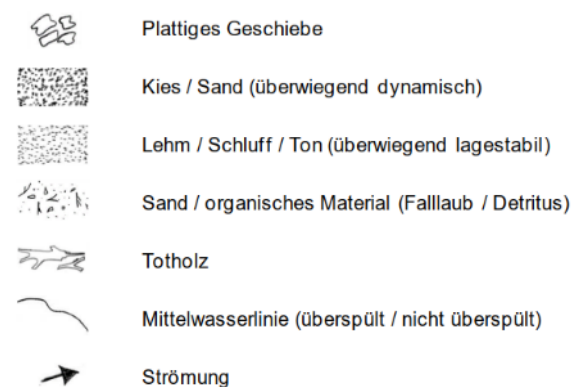 Plattiges Geschiebe
Kies / Sand (überwiegend dynamisch)
Lehm / Schluff / Ton (überwiegend lagestabil)
Sand / organisches Material (Falllaub / Detritus)
Totholz
Mittelwasserlinie (überspült / nicht überspült)
Strömung